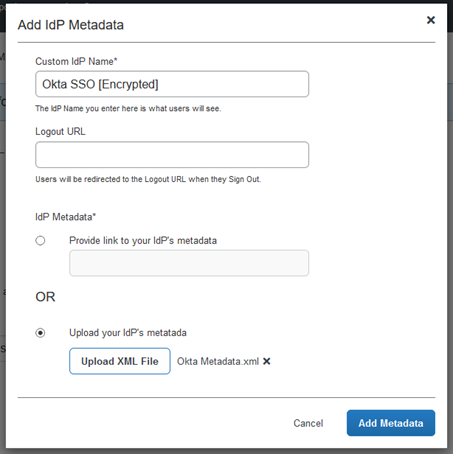 Add IdP Metadata
Custom IdP Name*
Okta SSO [Encrypted]
The IdP Name you enter here is what users will see.
Logout URL
Users will be redirected to the Logout URL when they Sign Out.
IdP Metadata*
Provide link to your IdP's metadata
OR
Upload your IdP's metatada
Upload XML File Okta Metadata.xml
Cancel Add Metadata